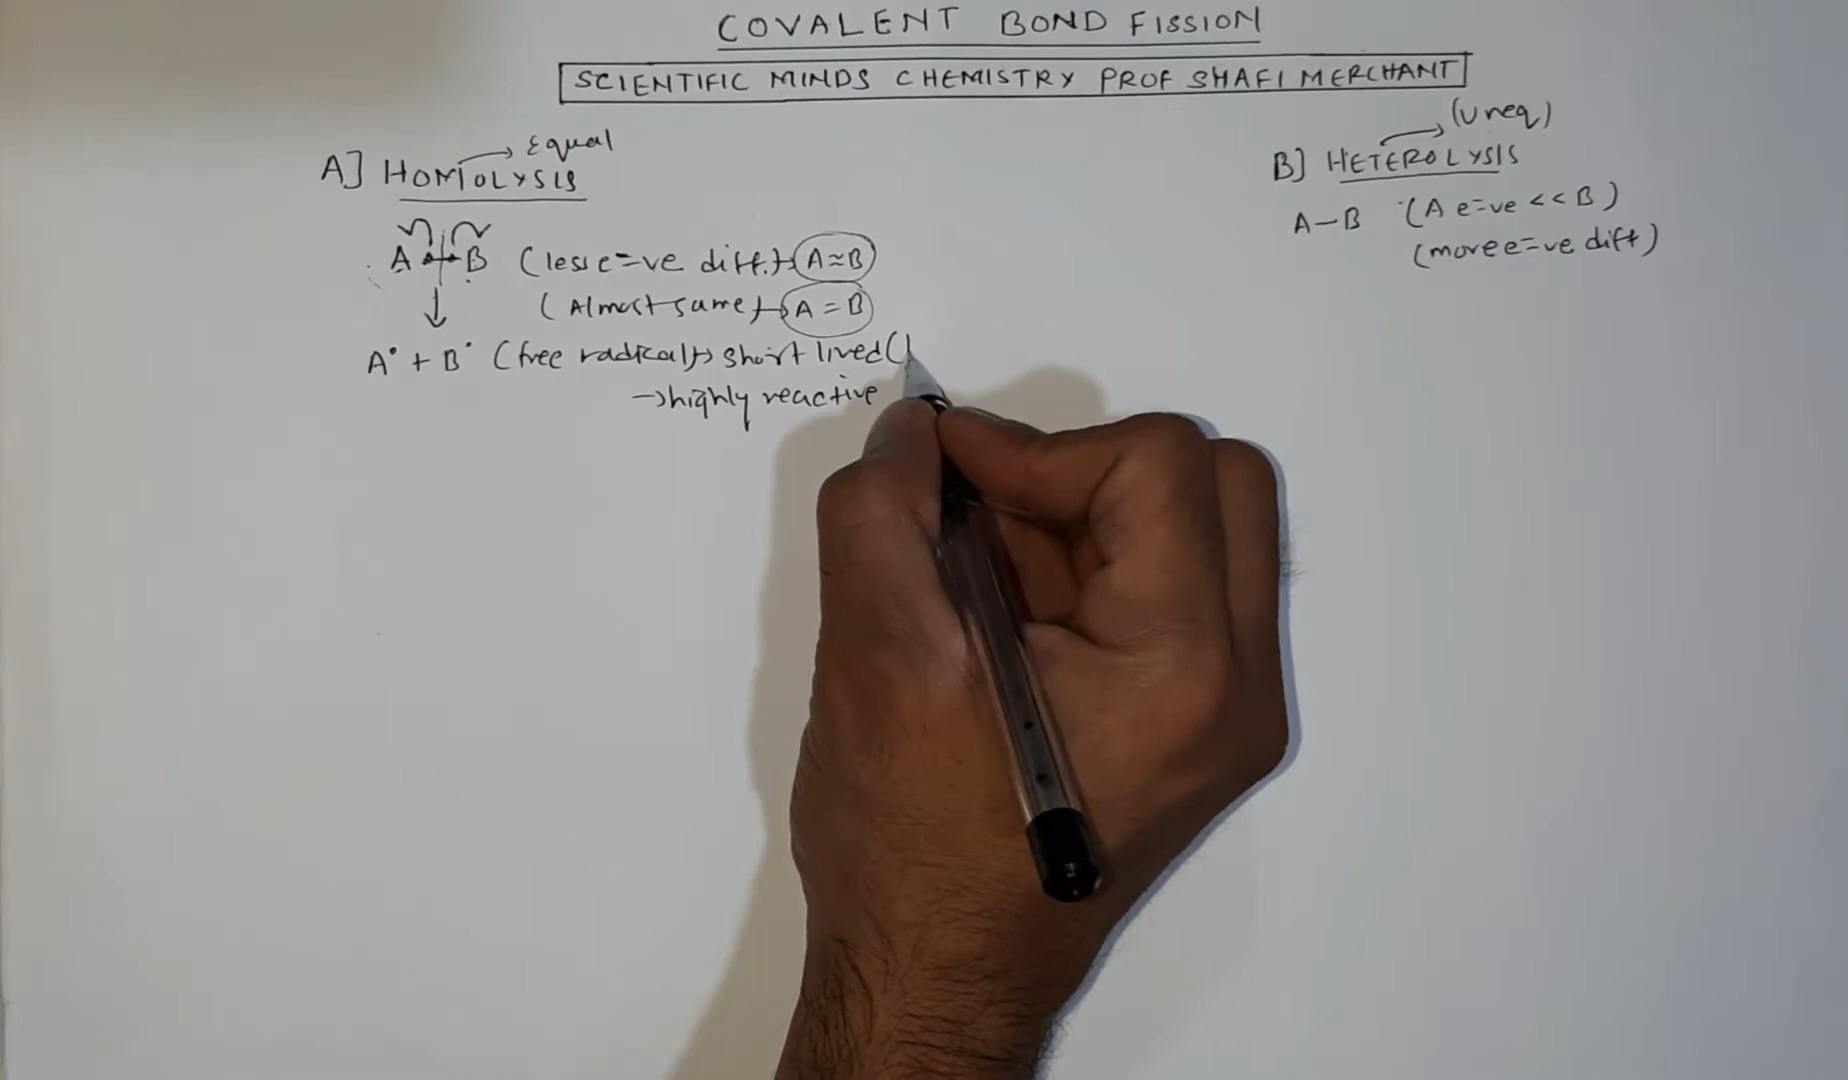 COVALENT BOND FISSION
SCIENTIFIC MINDS CHEMISTRY PROF SHAFI MERCHANT
A] HOMOLYSIS → Equal
A B (less e=ve diff.) → A≈B
(Almost same) → A = B
A• + B• (free radical) → short lived (
→ highly reactive
B] HETEROLYSIS → (Uneq)
A—B (A e=ve << B)
(more e=ve diff)